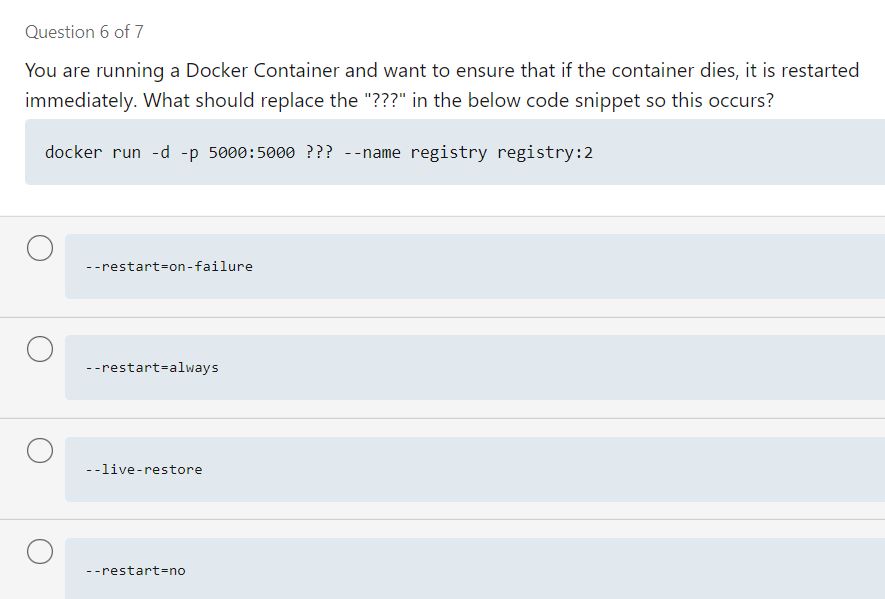 Question 6 of 7
You are running a Docker Container and want to ensure that if the container dies, it is restarted
immediately. What should replace the "???" in the below code snippet so this occurs?
docker run -d -p 5000:5000 ??? --name registry registry:2
--restart=on-failure
--restart=always
--live-restore
--restart=no